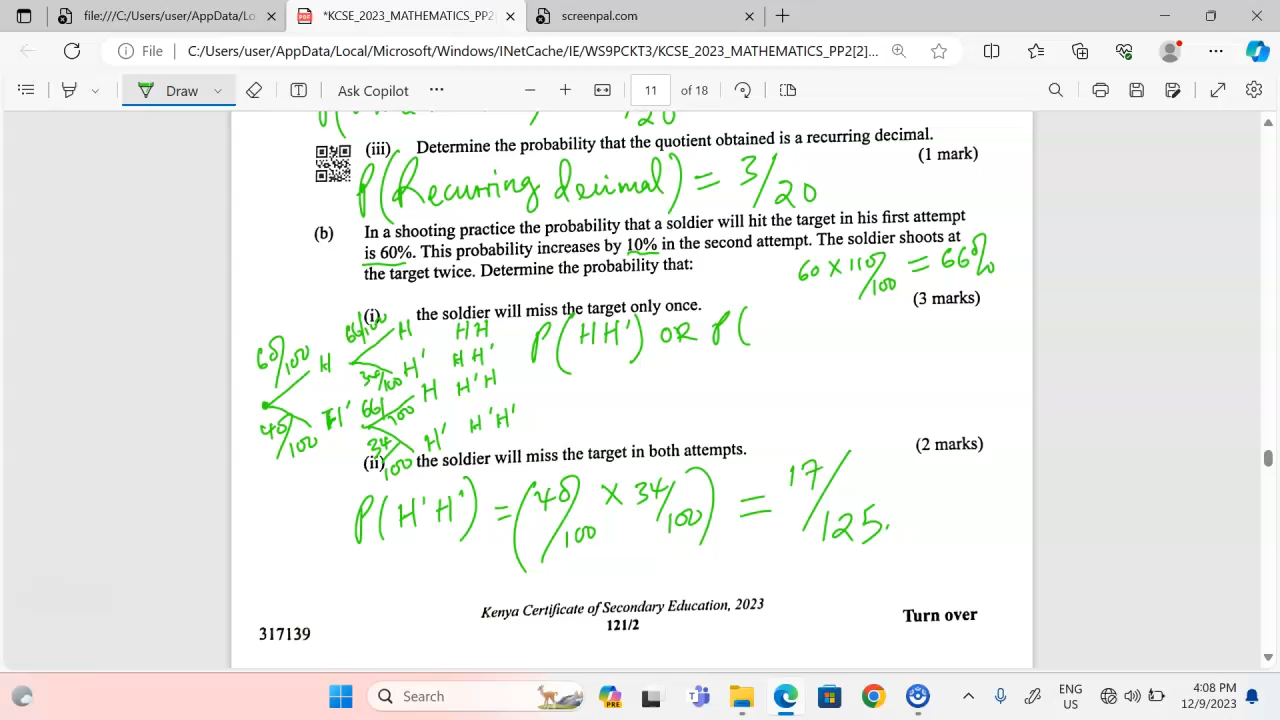 file:///C:/Users/user/AppData/Lo
*KCSE_2023_MATHEMATICS_PP2
screenpal.com
File C:/Users/user/AppData/Local/Microsoft/Windows/INetCache/IE/WS9PCKT3/KCSE_2023_MATHEMATICS_PP2[2]...
Draw Ask Copilot 11 of 18
(iii) Determine the probability that the quotient obtained is a recurring decimal.
(1 mark)
P(Recurring decimal) = 3/20
(b) In a shooting practice the probability that a soldier will hit the target in his first attempt
is 60%. This probability increases by 10% in the second attempt. The soldier shoots at
the target twice. Determine the probability that:
60 x 110/100 = 66%
(i) the soldier will miss the target only once.
(3 marks)
P(HH') OR P(
60/100 H 66/100 H HH
34/100 H' HH'
40/100 H' 66/100 H H'H
34/100 H' H'H'
(ii) the soldier will miss the target in both attempts.
(2 marks)
P(H'H') = (40/100 x 34/100) = 17/125.
Kenya Certificate of Secondary Education, 2023
121/2
Turn over
317139
Search
PRE
ENG
US
4:08 PM
12/9/2023